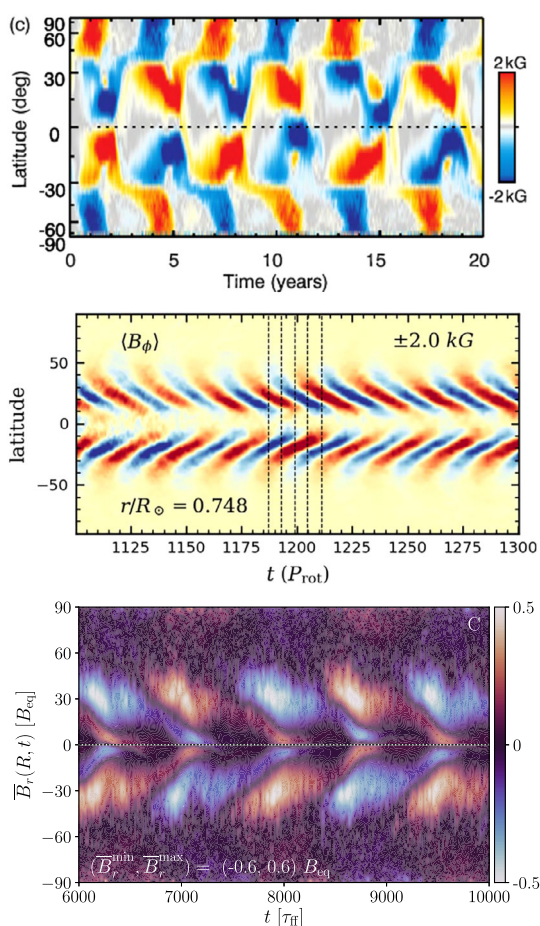 (c)
90
60
30
0
-30
-60
-90
Latitude (deg)
0 5 10 15 20
Time (years)
2kG
-2kG
⟨B_ϕ⟩ ±2.0 kG
50
0
−50
latitude
r/R_⊙ = 0.748
1125 1150 1175 1200 1225 1250 1275 1300
t (P_rot)
C
90
60
30
0
−30
−60
−90
B̅_r(R, t) [B_eq]
(B̅_r^min, B̅_r^max) = (-0.6, 0.6) B_eq
6000 7000 8000 9000 10000
t [τ_ff]
0.5
0
-0.5